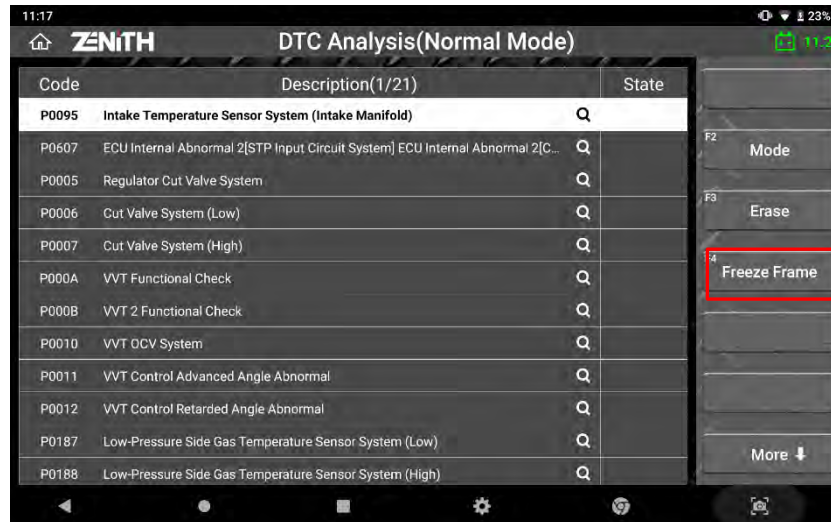 11:17
23%
ZENITH DTC Analysis(Normal Mode)
11.2
Code Description(1/21) State
P0095 Intake Temperature Sensor System (Intake Manifold)
P0607 ECU Internal Abnormal 2[STP Input Circuit System] ECU Internal Abnormal 2[C...
P0005 Regulator Cut Valve System
P0006 Cut Valve System (Low)
P0007 Cut Valve System (High)
P000A VVT Functional Check
P000B VVT 2 Functional Check
P0010 VVT OCV System
P0011 VVT Control Advanced Angle Abnormal
P0012 VVT Control Retarded Angle Abnormal
P0187 Low-Pressure Side Gas Temperature Sensor System (Low)
P0188 Low-Pressure Side Gas Temperature Sensor System (High)
F2 Mode
F3 Erase
F4 Freeze Frame
More